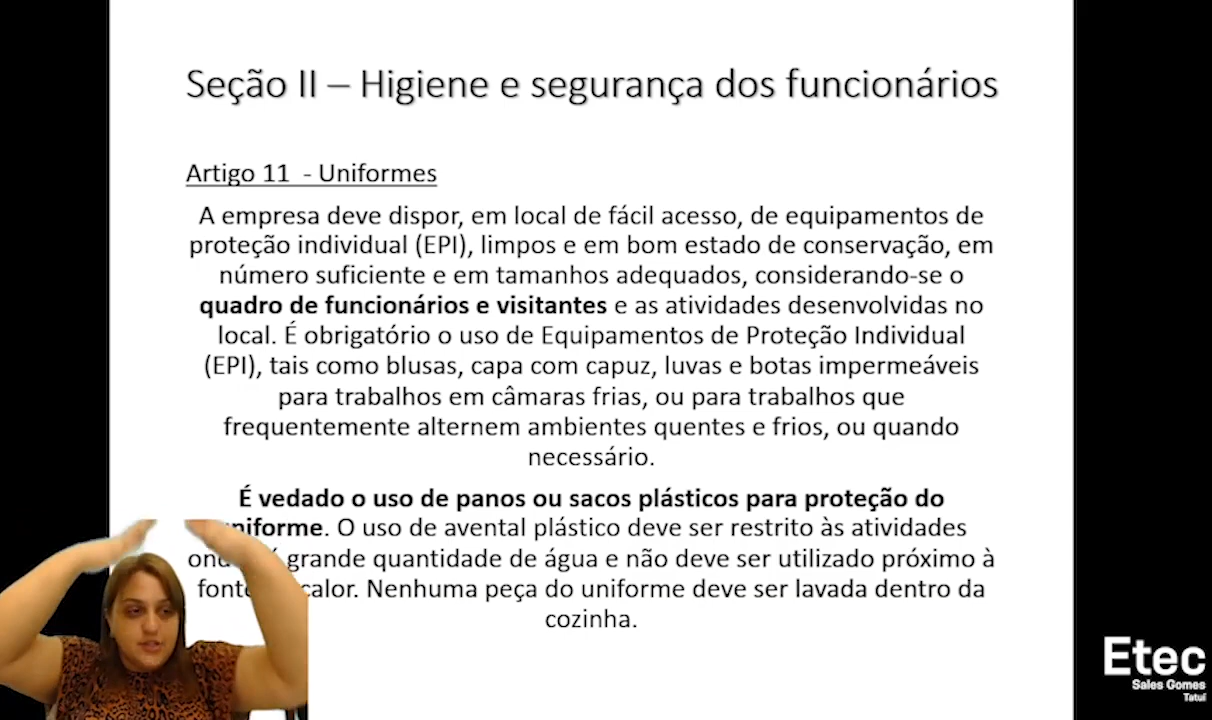 Seção II – Higiene e segurança dos funcionários
Artigo 11 - Uniformes
A empresa deve dispor, em local de fácil acesso, de equipamentos de
proteção individual (EPI), limpos e em bom estado de conservação, em
número suficiente e em tamanhos adequados, considerando-se o
quadro de funcionários e visitantes e as atividades desenvolvidas no
local. É obrigatório o uso de Equipamentos de Proteção Individual
(EPI), tais como blusas, capa com capuz, luvas e botas impermeáveis
para trabalhos em câmaras frias, ou para trabalhos que
frequentemente alternem ambientes quentes e frios, ou quando
necessário.
É vedado o uso de panos ou sacos plásticos para proteção do
uniforme. O uso de avental plástico deve ser restrito às atividades
grande quantidade de água e não deve ser utilizado próximo à
calor. Nenhuma peça do uniforme deve ser lavada dentro da
cozinha.
Etec
Sales Gomes
Tatuí